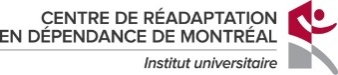 CENTRE DE RÉADAPTATION
EN DÉPENDANCE DE MONTRÉAL
Institut universitaire